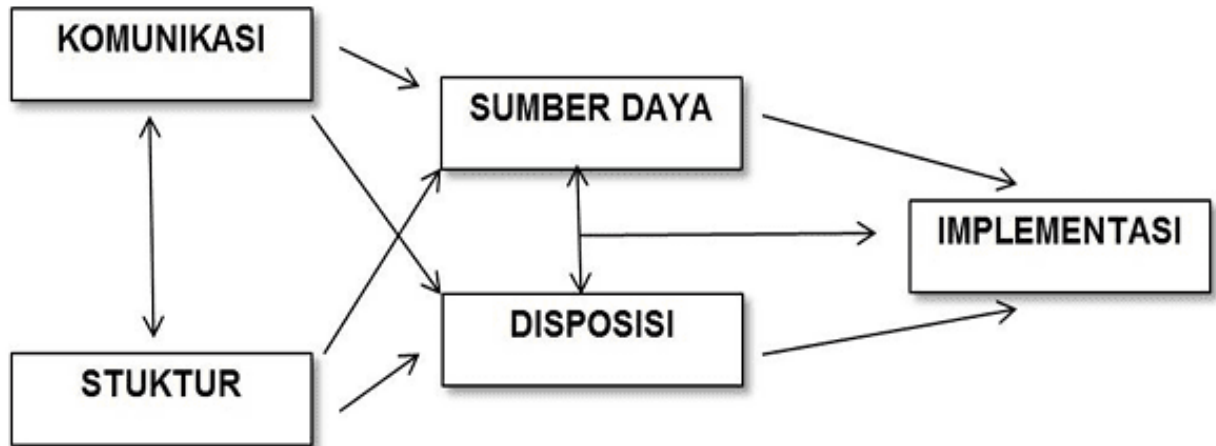 KOMUNIKASI
SUMBER DAYA
IMPLEMENTASI
DISPOSISI
STUKTUR